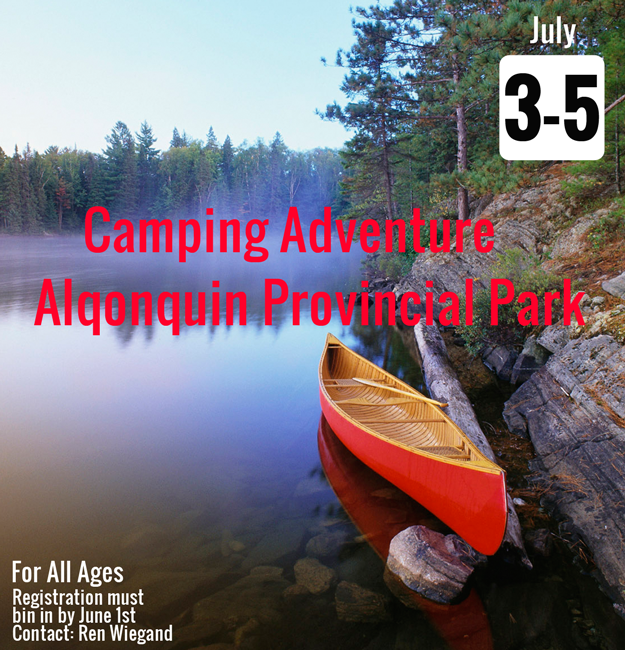 July
3-5
Camping Adventure
Alqonquin Provincial Park
For All Ages
Registration must
bin in by June 1st
Contact: Ren Wiegand